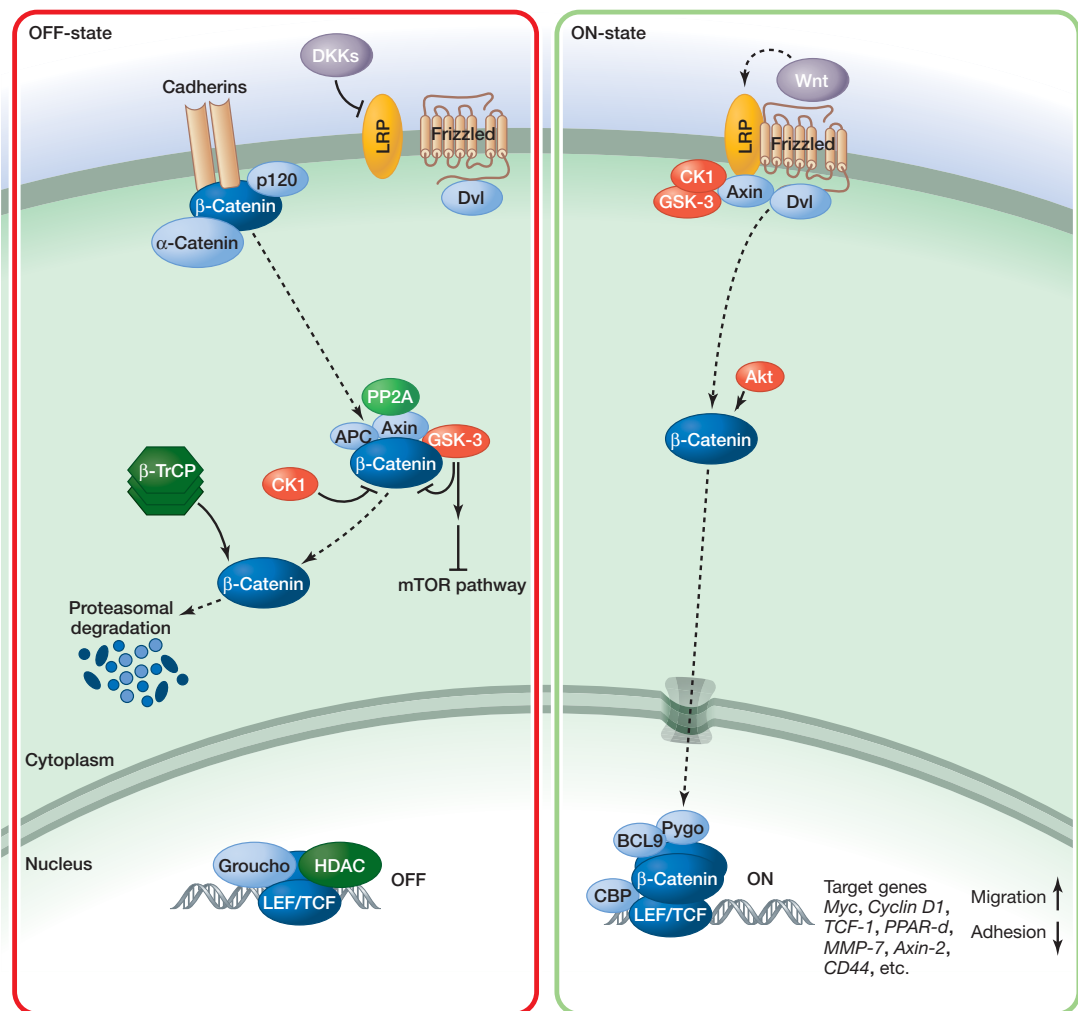 OFF-state
DKKs
Cadherins
LRP
Frizzled
p120
β-Catenin
Dvl
α-Catenin
PP2A
Axin
APC
GSK-3
β-Catenin
β-TrCP
CK1
β-Catenin
mTOR pathway
Proteasomal
degradation
Cytoplasm
Nucleus
Groucho
HDAC
OFF
LEF/TCF
ON-state
Wnt
LRP
Frizzled
CK1
Axin
GSK-3
Dvl
Akt
β-Catenin
Pygo
BCL9
β-Catenin
ON
CBP
LEF/TCF
Target genes
Myc, Cyclin D1,
TCF-1, PPAR-d,
MMP-7, Axin-2,
CD44, etc.
Migration
Adhesion